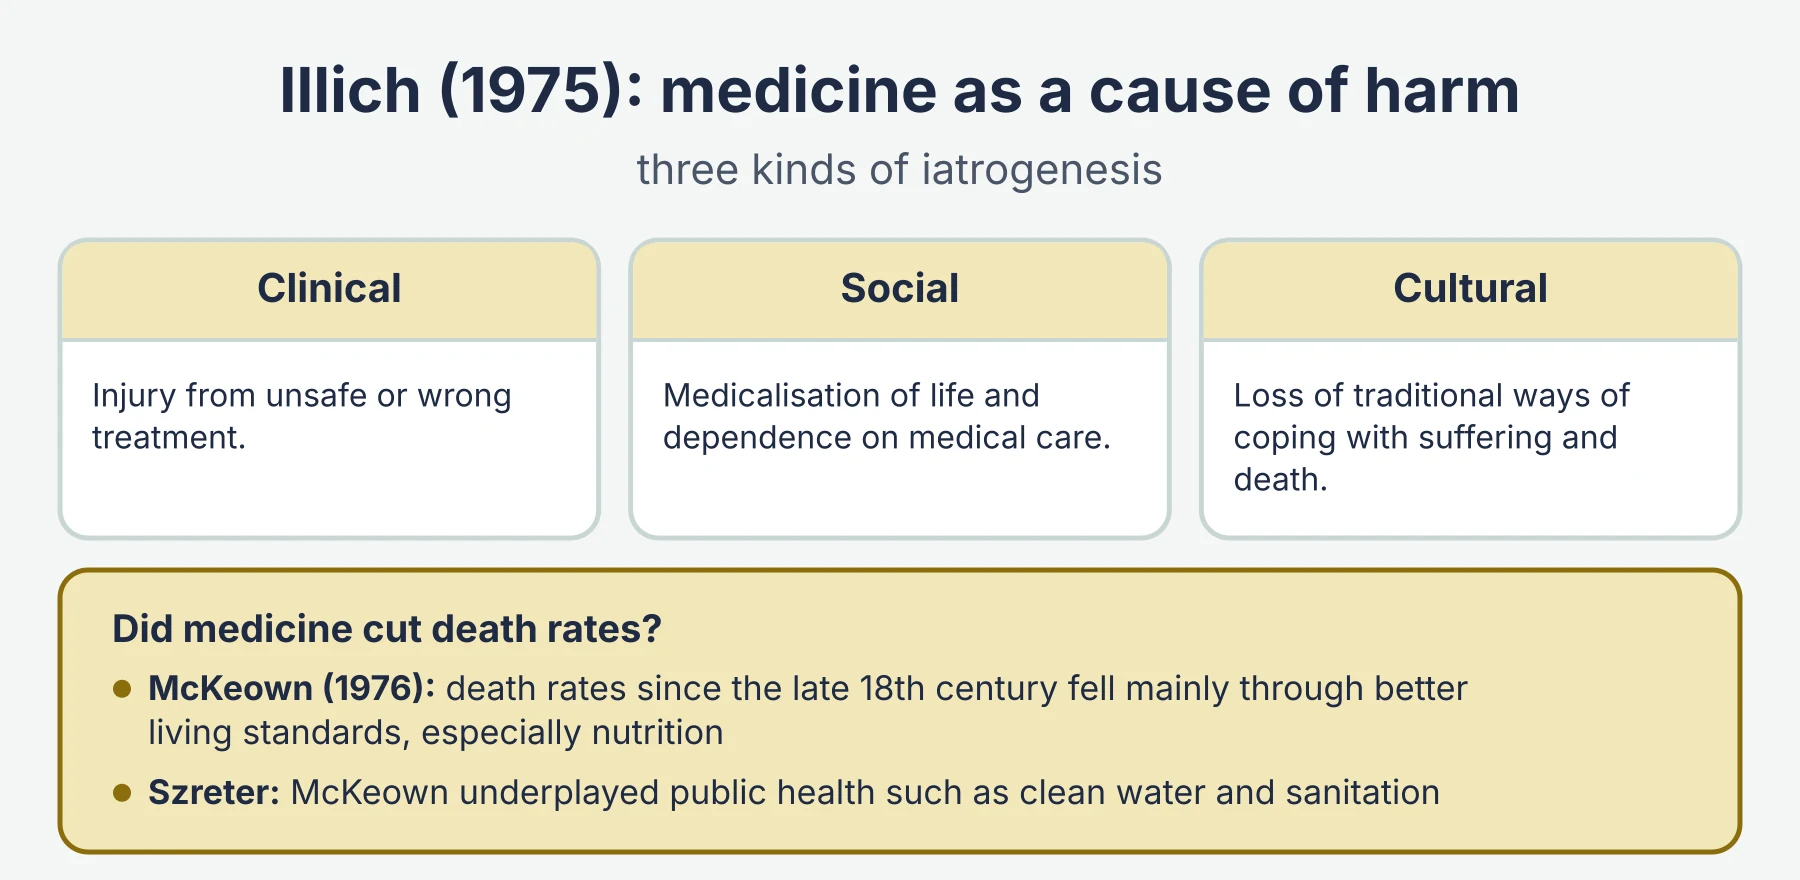 Illich (1975): medicine as a cause of harm
three kinds of iatrogenesis
Clinical
Injury from unsafe or wrong
treatment.
Social
Medicalisation of life and
dependence on medical care.
Cultural
Loss of traditional ways of
coping with suffering and
death.
Did medicine cut death rates?
McKeown (1976): death rates since the late 18th century fell mainly through better
living standards, especially nutrition
Szreter: McKeown underplayed public health such as clean water and sanitation